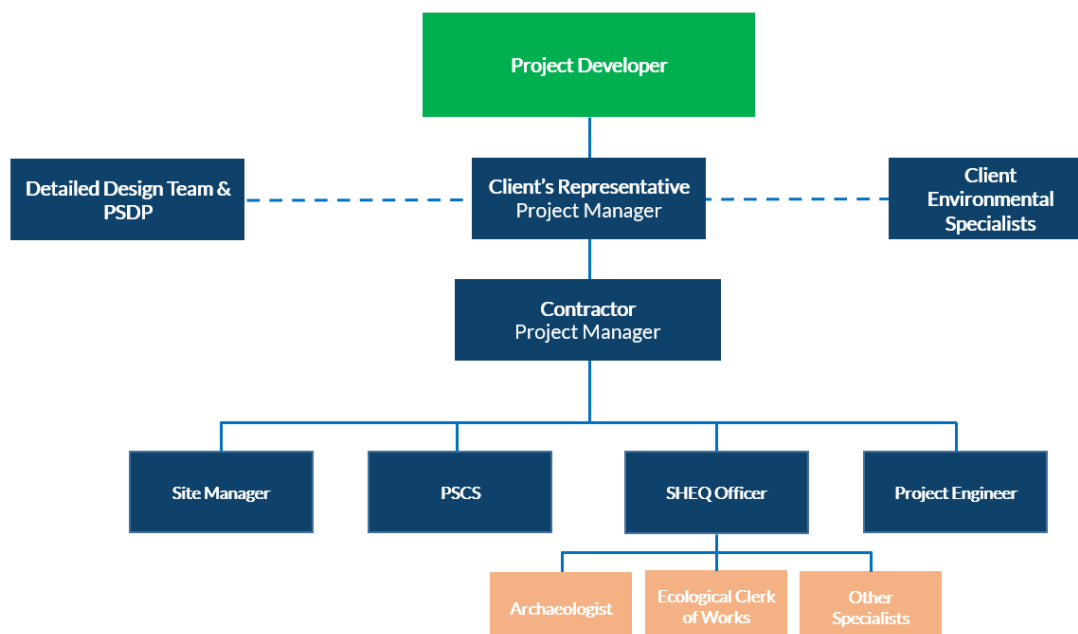 Project Developer
Detailed Design Team &
PSDP
Client's Representative
Project Manager
Client
Environmental
Specialists
Contractor
Project Manager
Site Manager
PSCS
SHEQ Officer
Project Engineer
Archaeologist
Ecological Clerk
of Works
Other
Specialists